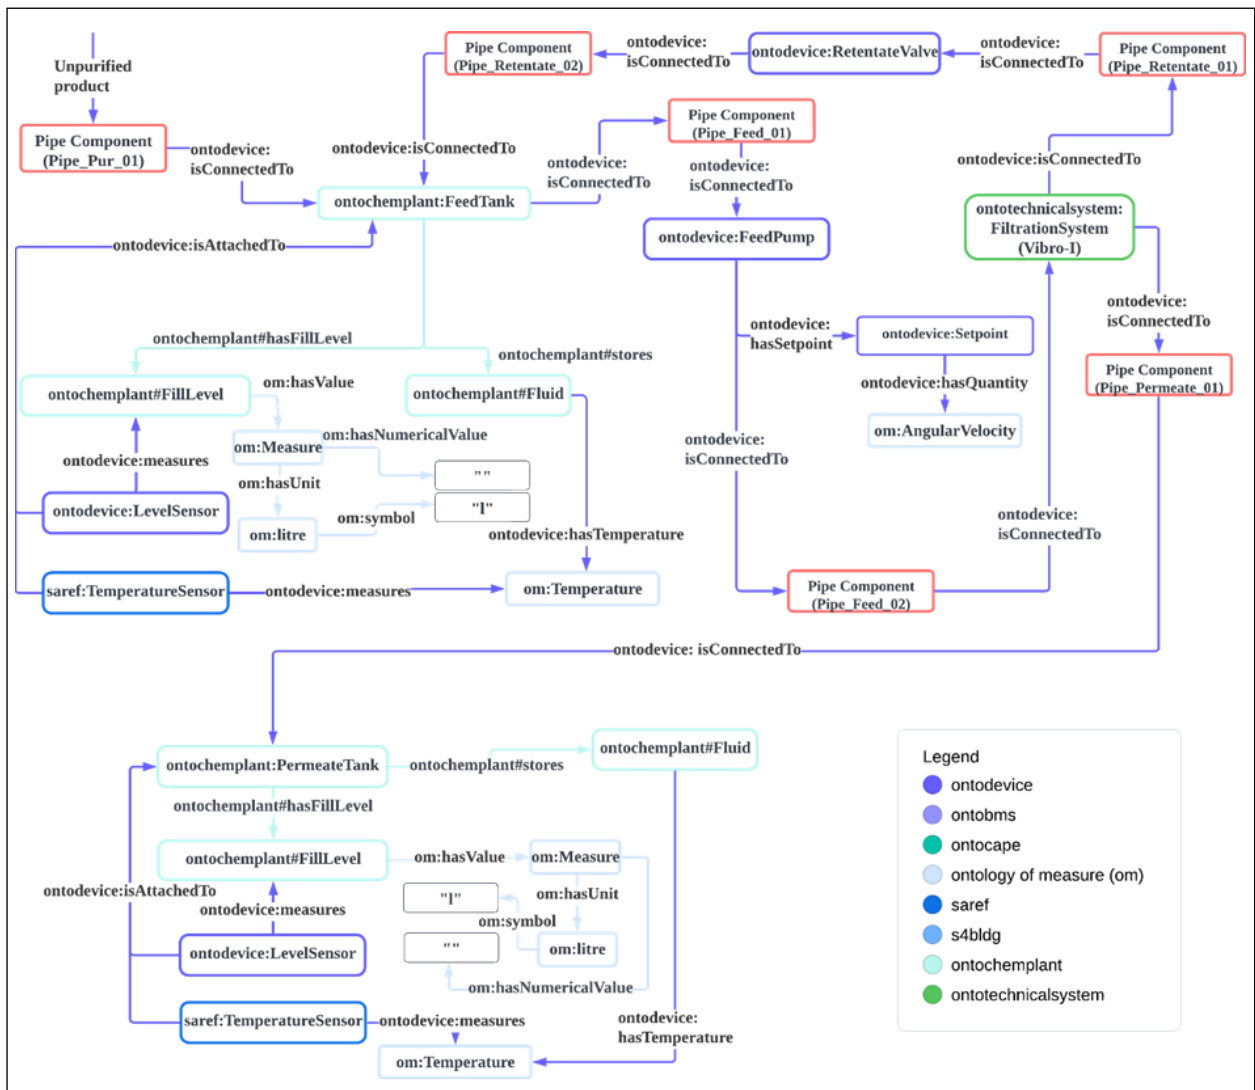 Unpurified
product
Pipe Component
(Pipe_Pur_01)
ontodevice:
isConnectedTo
Pipe Component
(Pipe_Retentate_02)
ontodevice:
isConnectedTo
ontodevice:RetentateValve
ontodevice:
isConnectedTo
Pipe Component
(Pipe_Retentate_01)
ontodevice:isConnectedTo
ontochemplant:FeedTank
ontodevice:
isConnectedTo
Pipe Component
(Pipe_Feed_01)
ontodevice:
isConnectedTo
ontodevice:isConnectedTo
ontodevice:FeedPump
ontotechnicalsystem:
FiltrationSystem
(Vibro-I)
ontodevice:isAttachedTo
ontodevice:
isConnectedTo
ontodevice:
hasSetpoint
ontodevice:Setpoint
ontodevice:hasQuantity
om:AngularVelocity
Pipe Component
(Pipe_Permeate_01)
ontochemplant#hasFillLevel
ontochemplant#stores
ontochemplant#FillLevel
om:hasValue
ontochemplant#Fluid
om:Measure
om:hasNumericalValue
""
ontodevice:measures
om:hasUnit
"l"
ontodevice:LevelSensor
om:litre
om:symbol
ontodevice:hasTemperature
ontodevice:
isConnectedTo
ontodevice:
isConnectedTo
saref:TemperatureSensor
ontodevice:measures
om:Temperature
Pipe Component
(Pipe_Feed_02)
ontodevice: isConnectedTo
ontochemplant:PermeateTank
ontochemplant#stores
ontochemplant#Fluid
ontochemplant#hasFillLevel
ontochemplant#FillLevel
om:hasValue
om:Measure
ontodevice:isAttachedTo
ontodevice:measures
"l"
om:hasUnit
om:symbol
""
om:litre
ontodevice:LevelSensor
om:hasNumericalValue
saref:TemperatureSensor
ontodevice:measures
ontodevice:
hasTemperature
om:Temperature
Legend
ontodevice
ontobms
ontocape
ontology of measure (om)
saref
s4bldg
ontochemplant
ontotechnicalsystem